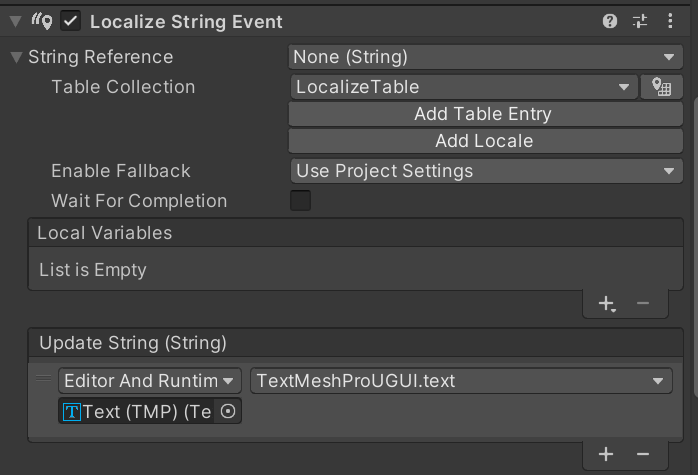 Localize String Event
String Reference None (String)
Table Collection LocalizeTable
Add Table Entry
Add Locale
Enable Fallback Use Project Settings
Wait For Completion
Local Variables
List is Empty
Update String (String)
Editor And Runtim TextMeshProUGUI.text
Text (TMP) (Te